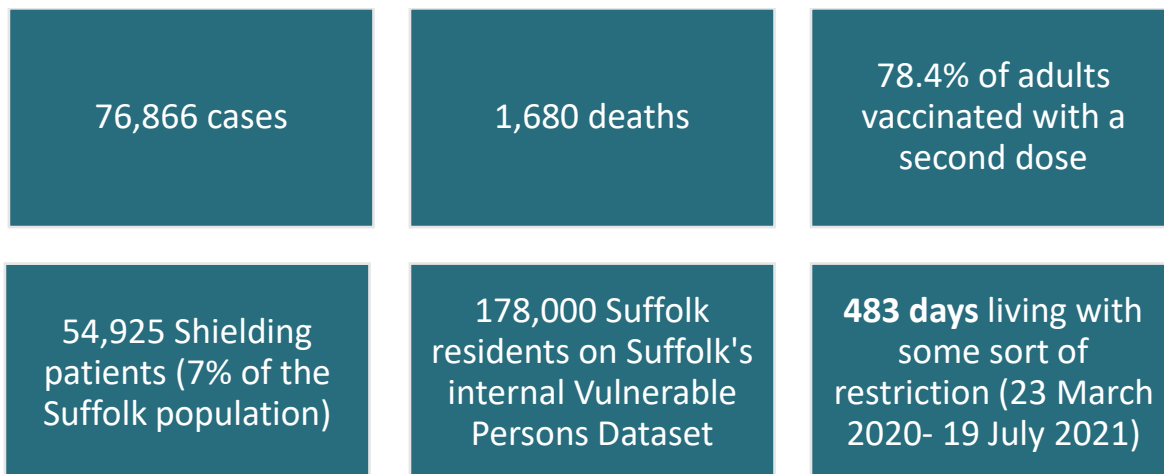 76,866 cases
1,680 deaths
78.4% of adults
vaccinated with a
second dose
54,925 Shielding
patients (7% of the
Suffolk population)
178,000 Suffolk
residents on Suffolk's
internal Vulnerable
Persons Dataset
483 days living with
some sort of
restriction (23 March
2020- 19 July 2021)